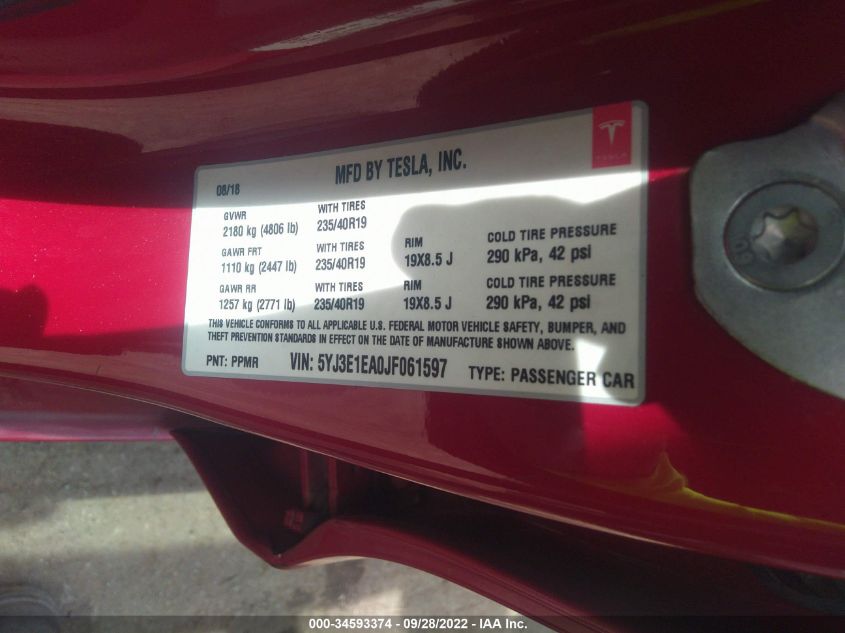 TESLA
MFD BY TESLA, INC.
08/18
GVWR WITH TIRES
2180 kg (4806 lb) 235/40R19
GAWR FRT WITH TIRES RIM COLD TIRE PRESSURE
1110 kg (2447 lb) 235/40R19 19X8.5 J 290 kPa, 42 psi
GAWR RR WITH TIRES RIM COLD TIRE PRESSURE
1257 kg (2771 lb) 235/40R19 19X8.5 J 290 kPa, 42 psi
THIS VEHICLE CONFORMS TO ALL APPLICABLE U.S. FEDERAL MOTOR VEHICLE SAFETY, BUMPER, AND
THEFT PREVENTION STANDARDS IN EFFECT ON THE DATE OF MANUFACTURE SHOWN ABOVE.
PNT: PPMR VIN: 5YJ3E1EA0JF061597 TYPE: PASSENGER CAR
000-34593374 - 09/28/2022 - IAA Inc.